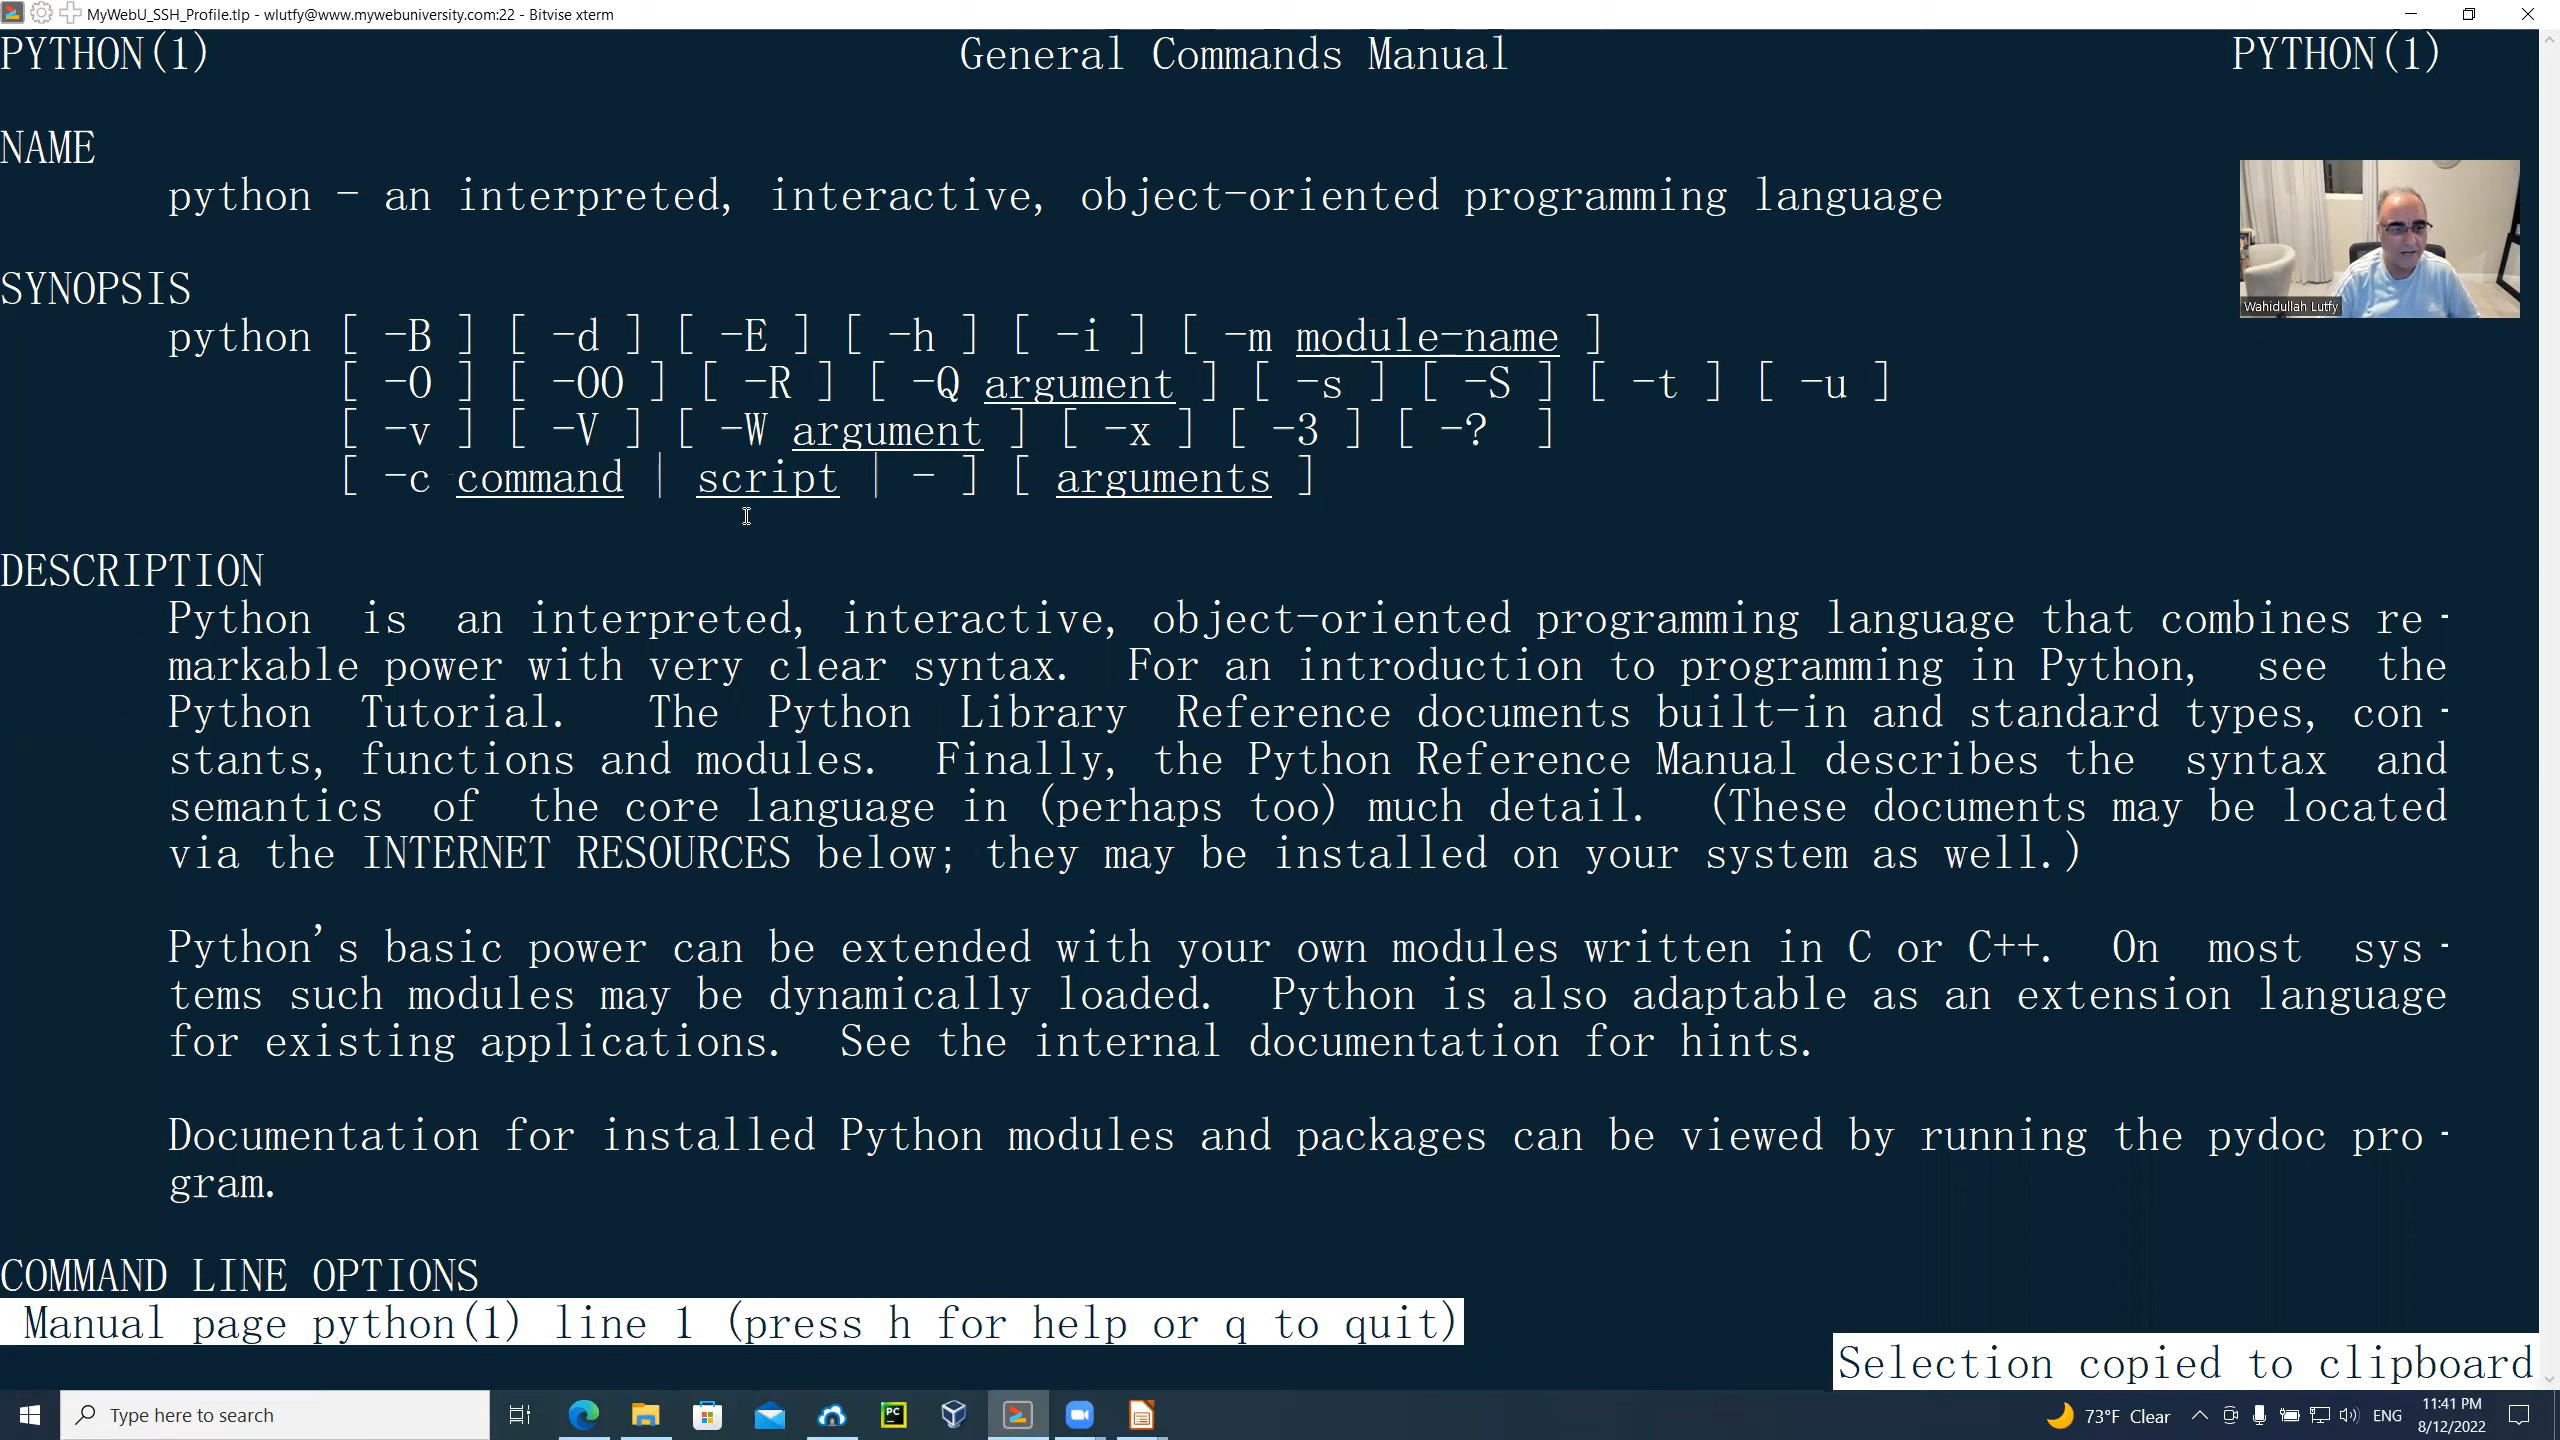 MyWebU_SSH_Profile.tlp - wlutfy@www.mywebuniversity.com:22 - Bitvise xterm
PYTHON(1) General Commands Manual PYTHON(1)
NAME
python - an interpreted, interactive, object-oriented programming language
SYNOPSIS
python [ -B ] [ -d ] [ -E ] [ -h ] [ -i ] [ -m module-name ]
[ -O ] [ -OO ] [ -R ] [ -Q argument ] [ -s ] [ -S ] [ -t ] [ -u ]
[ -v ] [ -V ] [ -W argument ] [ -x ] [ -3 ] [ -? ]
[ -c command | script | - ] [ arguments ]
Wahidullah Lutfy
DESCRIPTION
Python is an interpreted, interactive, object-oriented programming language that combines re-
markable power with very clear syntax. For an introduction to programming in Python, see the
Python Tutorial. The Python Library Reference documents built-in and standard types, con-
stants, functions and modules. Finally, the Python Reference Manual describes the syntax and
semantics of the core language in (perhaps too) much detail. (These documents may be located
via the INTERNET RESOURCES below; they may be installed on your system as well.)
Python's basic power can be extended with your own modules written in C or C++. On most sys-
tems such modules may be dynamically loaded. Python is also adaptable as an extension language
for existing applications. See the internal documentation for hints.
Documentation for installed Python modules and packages can be viewed by running the pydoc pro-
gram.
COMMAND LINE OPTIONS
Manual page python(1) line 1 (press h for help or q to quit)
Selection copied to clipboard
Type here to search
PC
73°F Clear
ENG
11:41 PM
8/12/2022